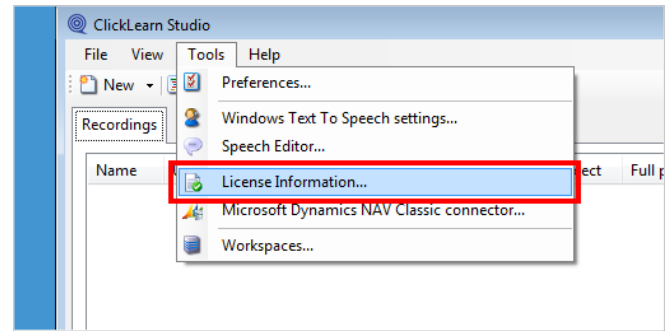 ClickLearn Studio
File View Tools Help
New
Preferences...
Recordings
Windows Text To Speech settings...
Speech Editor...
Name
License Information...
ect Full p
Microsoft Dynamics NAV Classic connector...
Workspaces...